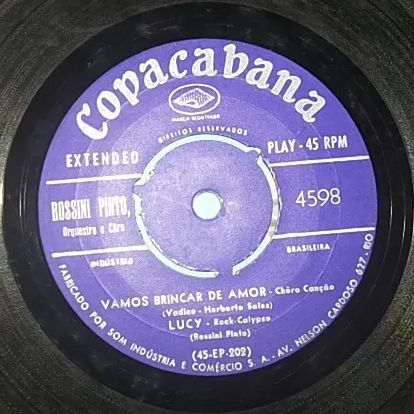 Copacabana
MARCA REGISTRADA
DIREITOS RESERVADOS
EXTENDED PLAY - 45 RPM
ROSSINI PINTO,
Orquestra e Côro
4598
INDÚSTRIA BRASILEIRA
VAMOS BRINCAR DE AMOR - Chôro Canção
(Vadico - Herberto Sales)
LUCY - Rock-Calypso
(Rossini Pinto)
(45-EP-202)
FABRICADO POR SOM INDÚSTRIA E COMÉRCIO S. A. - AV. NELSON CARDOSO 627 - RIO